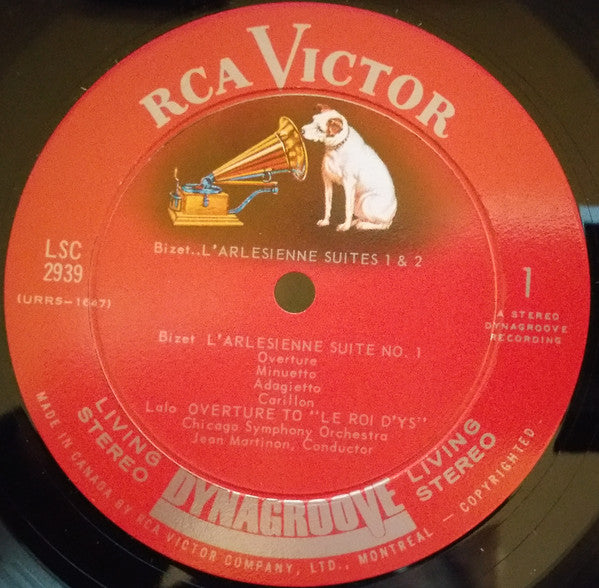 RCA VICTOR
Bizet..L'ARLESIENNE SUITES 1 & 2
LSC
2939
(URRS-1647)
1
A STEREO
DYNAGROOVE
RECORDING
Bizet L'ARLESIENNE SUITE NO. 1
Overture
Minuetto
Adagietto
Carillon
Lalo OVERTURE TO "LE ROI D'YS"
Chicago Symphony Orchestra
Jean Martinon, Conductor
LIVING
STEREO
DYNAGROOVE
LIVING
STEREO
MADE IN CANADA BY RCA VICTOR COMPANY, LTD., MONTREAL — COPYRIGHTED